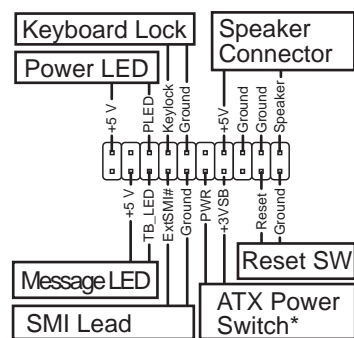 Keyboard Lock
Speaker
Connector
Power LED
+5 V
PLED
Keylock
Ground
+5V
Ground
Ground
Speaker
+5 V
TB_LED
ExtSMI#
Ground
PWR
+3VSB
Reset
Ground
Reset SW
Message LED
ATX Power
Switch*
SMI Lead